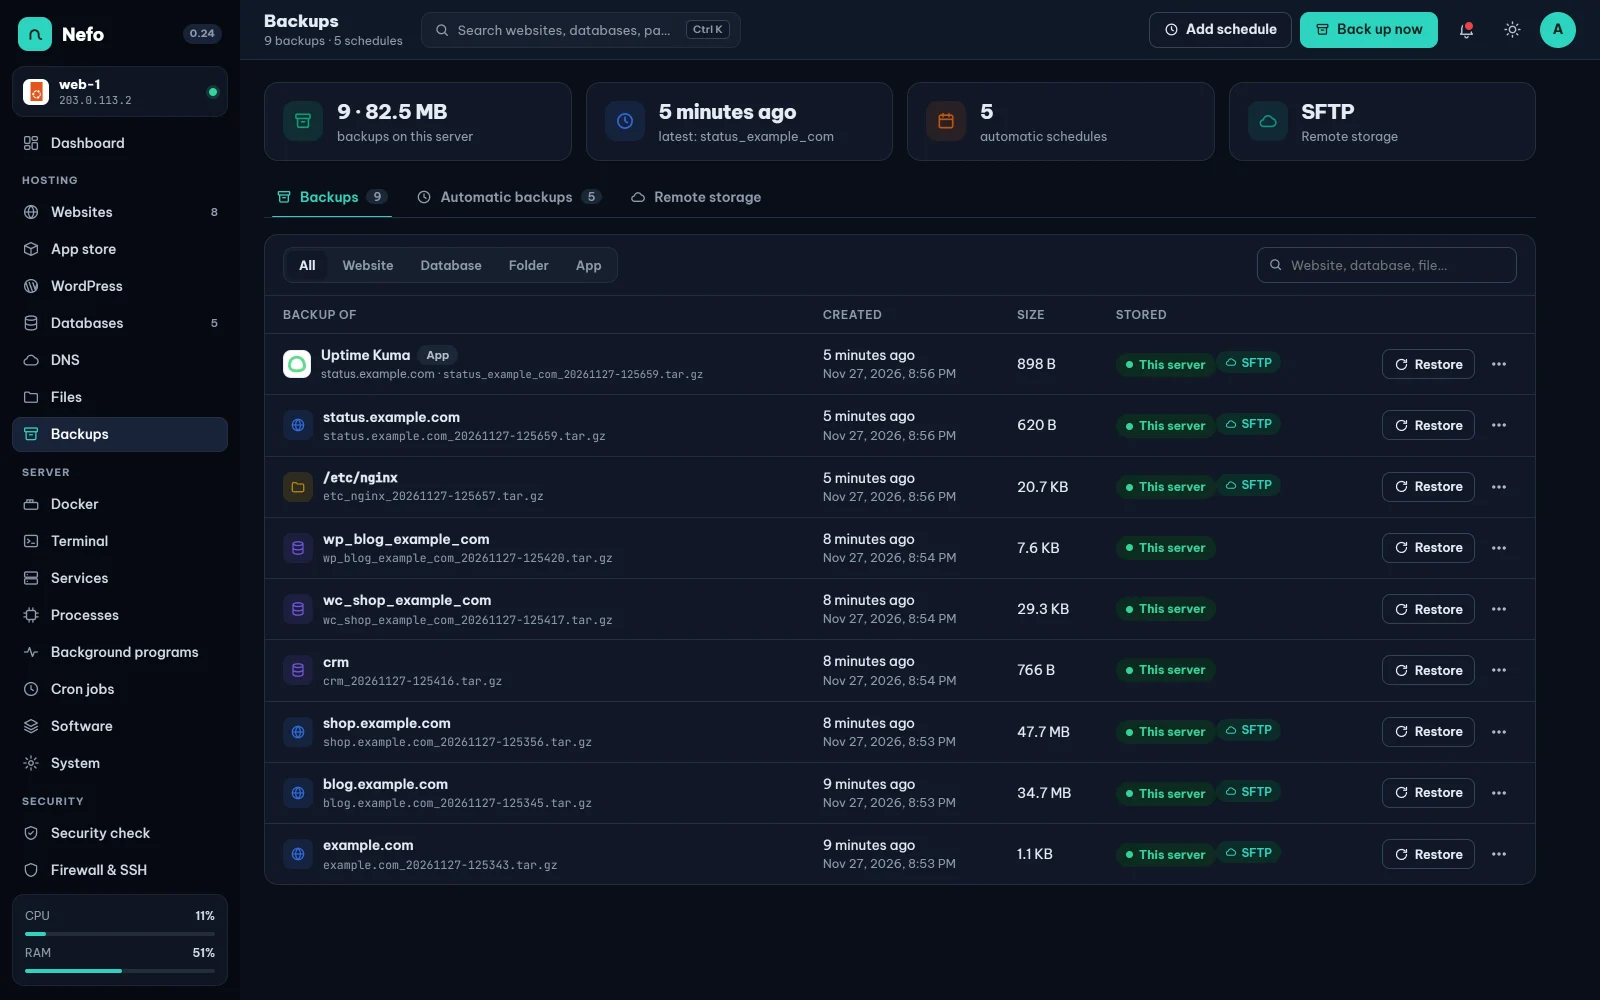 Nefo
0.24
web-1
203.0.113.2
Dashboard
HOSTING
Websites 8
App store
WordPress
Databases 5
DNS
Files
Backups
SERVER
Docker
Terminal
Services
Processes
Background programs
Cron jobs
Software
System
SECURITY
Security check
Firewall & SSH
CPU 11%
RAM 51%
Backups
9 backups · 5 schedules
Search websites, databases, pa... Ctrl K
Add schedule
Back up now
A
9 · 82.5 MB
backups on this server
5 minutes ago
latest: status_example_com
5
automatic schedules
SFTP
Remote storage
Backups 9
Automatic backups 5
Remote storage
All Website Database Folder App
Website, database, file...
BACKUP OF CREATED SIZE STORED
Uptime Kuma App
status.example.com · status_example_com_20261127-125659.tar.gz
5 minutes ago
Nov 27, 2026, 8:56 PM
898 B
This server SFTP
Restore
status.example.com
status.example.com_20261127-125659.tar.gz
5 minutes ago
Nov 27, 2026, 8:56 PM
620 B
This server SFTP
Restore
/etc/nginx
etc_nginx_20261127-125657.tar.gz
5 minutes ago
Nov 27, 2026, 8:56 PM
20.7 KB
This server SFTP
Restore
wp_blog_example_com
wp_blog_example_com_20261127-125420.tar.gz
8 minutes ago
Nov 27, 2026, 8:54 PM
7.6 KB
This server
Restore
wc_shop_example_com
wc_shop_example_com_20261127-125417.tar.gz
8 minutes ago
Nov 27, 2026, 8:54 PM
29.3 KB
This server
Restore
crm
crm_20261127-125416.tar.gz
8 minutes ago
Nov 27, 2026, 8:54 PM
766 B
This server
Restore
shop.example.com
shop.example.com_20261127-125356.tar.gz
8 minutes ago
Nov 27, 2026, 8:53 PM
47.7 MB
This server SFTP
Restore
blog.example.com
blog.example.com_20261127-125345.tar.gz
9 minutes ago
Nov 27, 2026, 8:53 PM
34.7 MB
This server SFTP
Restore
example.com
example.com_20261127-125343.tar.gz
9 minutes ago
Nov 27, 2026, 8:53 PM
1.1 KB
This server SFTP
Restore